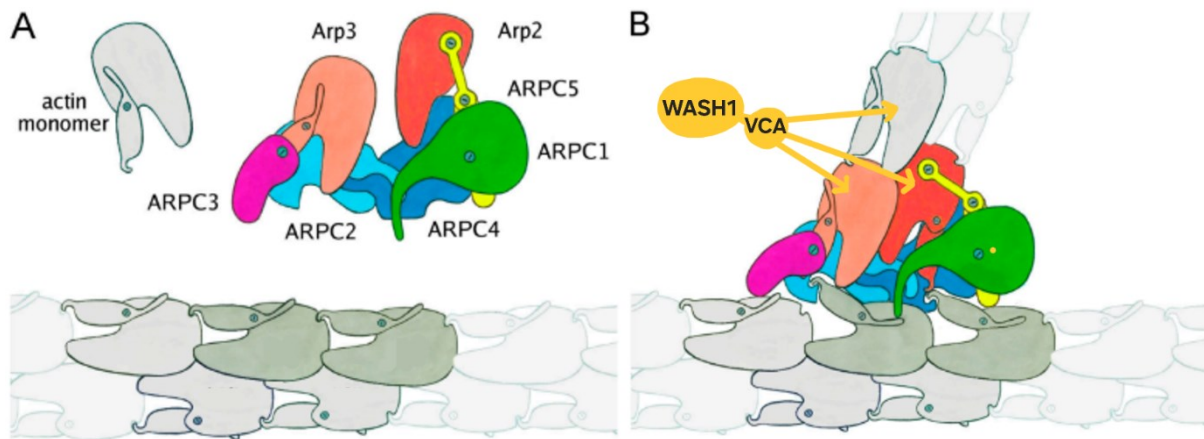 A
actin
monomer
Arp3
Arp2
ARPC5
ARPC1
ARPC3
ARPC2
ARPC4
B
WASH1
VCA